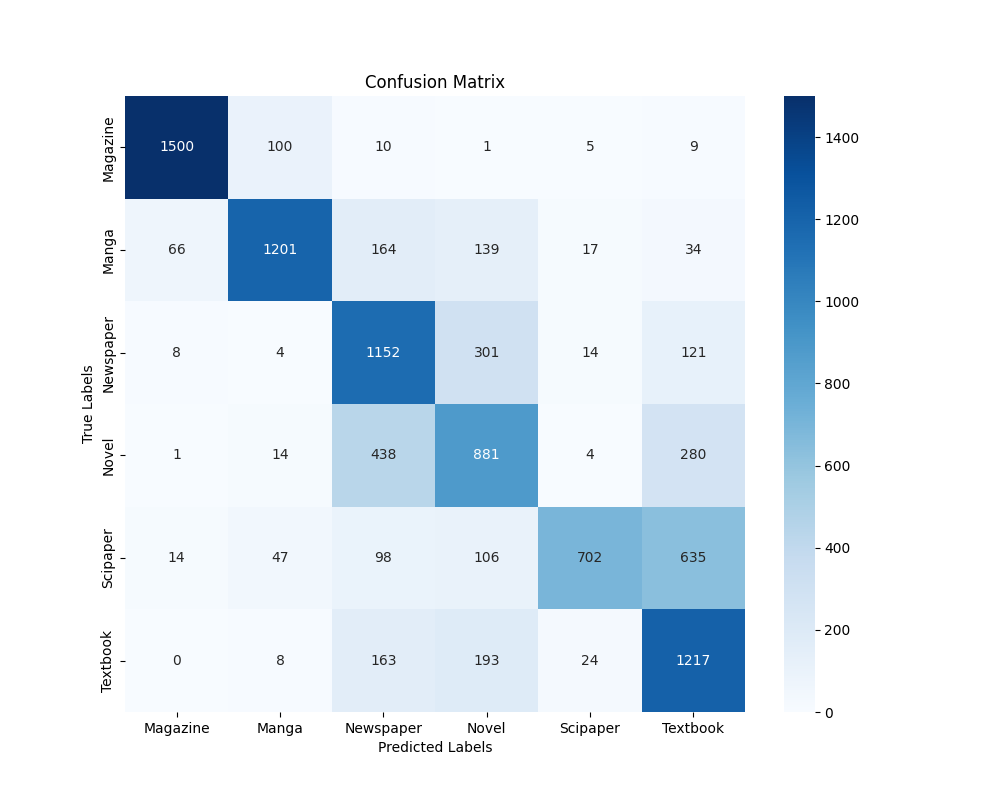 Confusion Matrix
True Labels
Magazine 1500 100 10 1 5 9
Manga 66 1201 164 139 17 34
Newspaper 8 4 1152 301 14 121
Novel 1 14 438 881 4 280
Scipaper 14 47 98 106 702 635
Textbook 0 8 163 193 24 1217
Magazine Manga Newspaper Novel Scipaper Textbook
Predicted Labels
1400
1200
1000
800
600
400
200
0